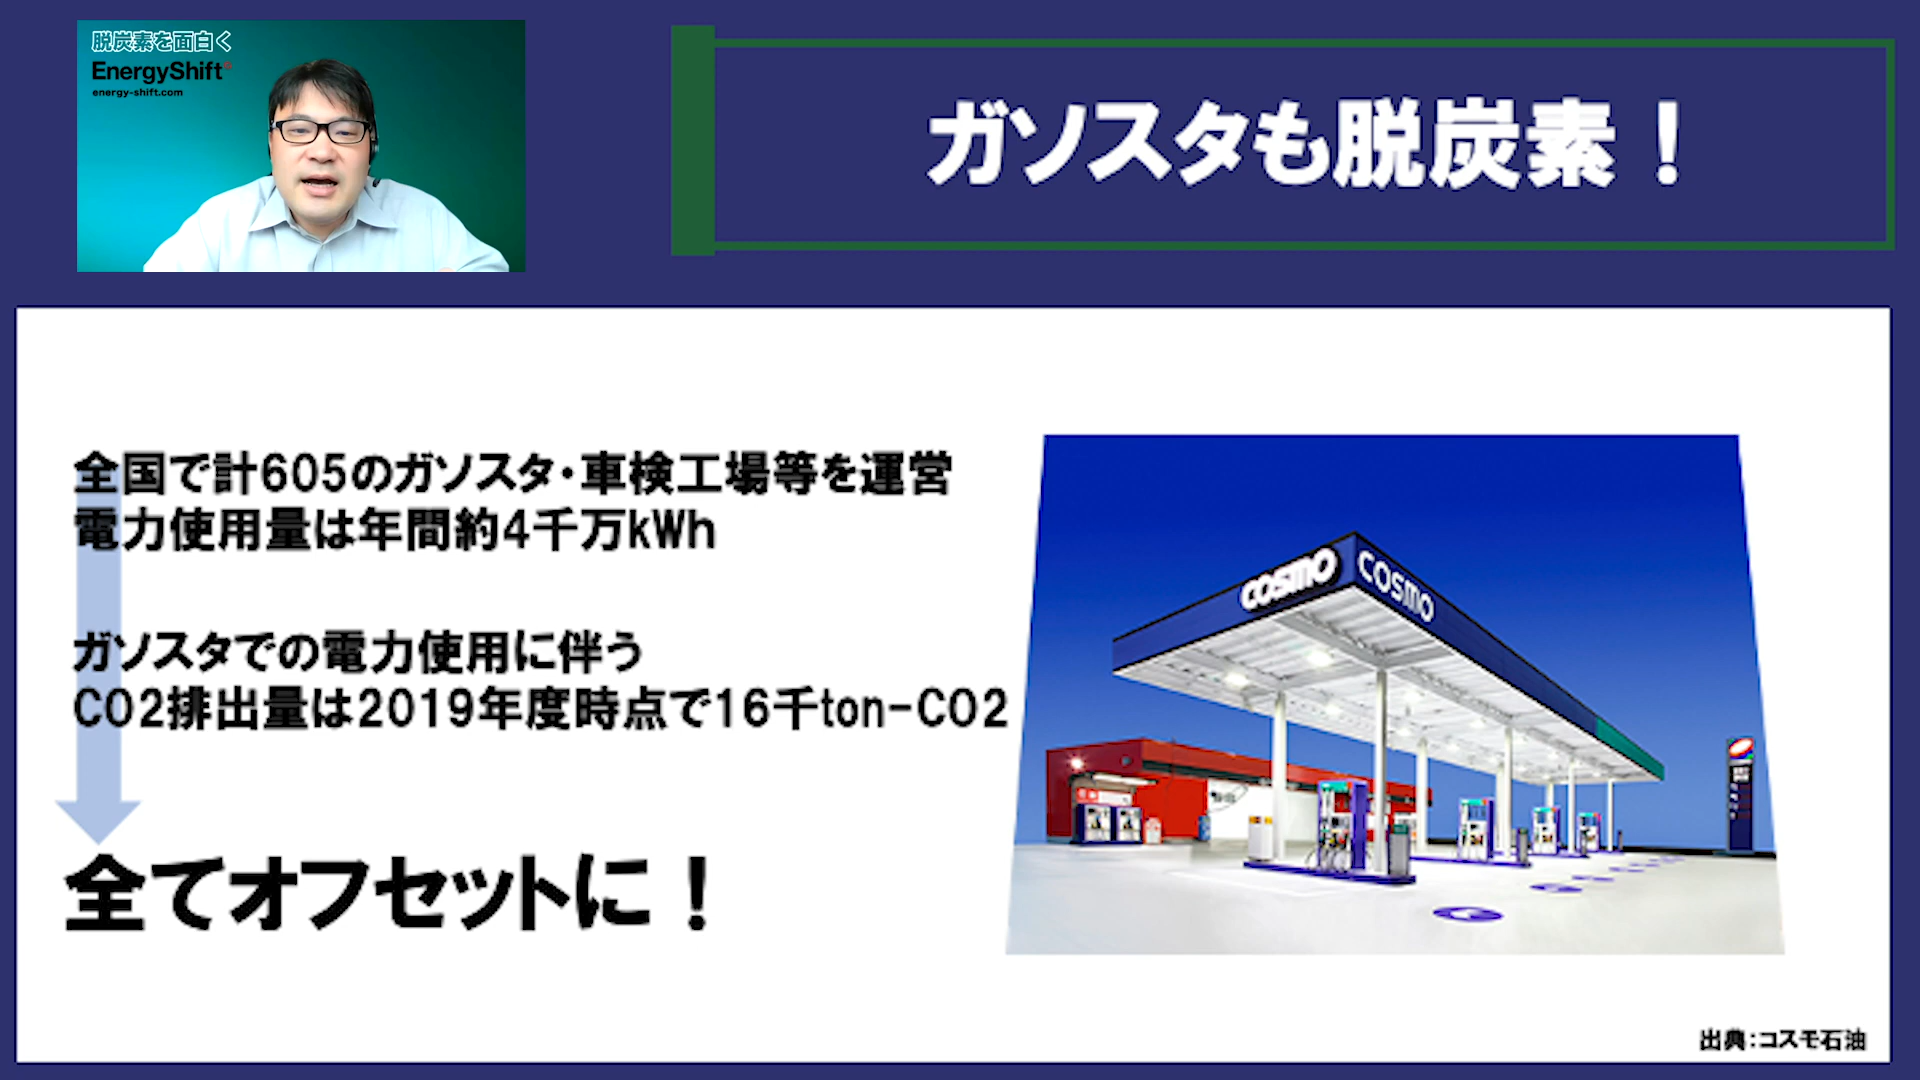 脱炭素を面白く
EnergyShift
energy-shift.com
ガソスタも脱炭素！
全国で計605のガソスタ・車検工場等を運営
電力使用量は年間約4千万kWh
ガソスタでの電力使用に伴う
CO2排出量は2019年度時点で16千ton-CO2
全てオフセットに！
COSMO
COSMO
出典：コスモ石油